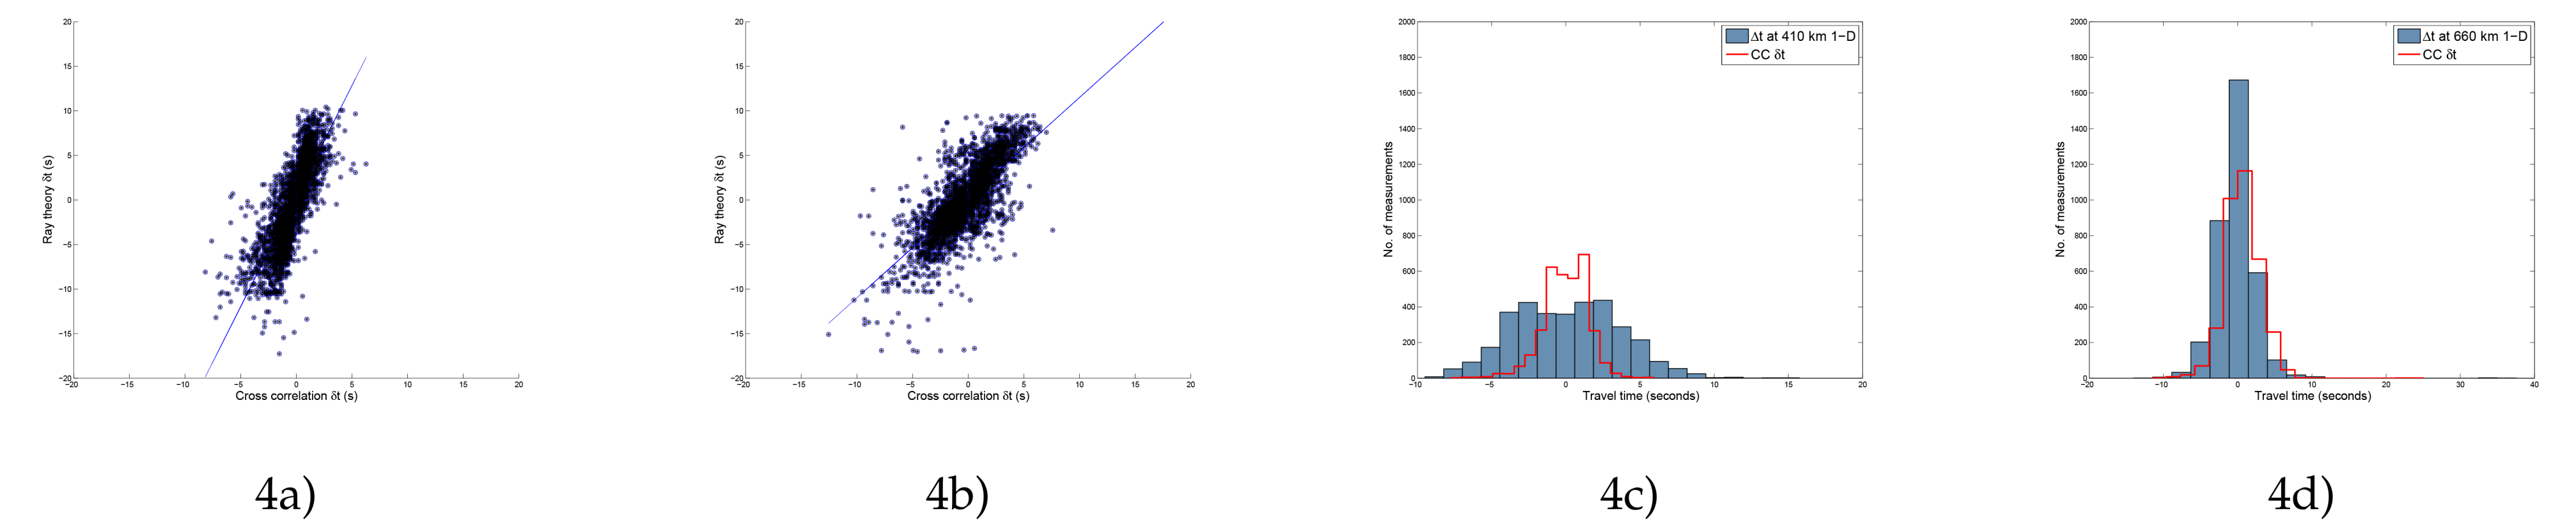 20
15
10
5
0
−5
−10
−15
−20
−20 −15 −10 −5 0 5 10 15 20
Ray theory δt (s)
Cross correlation δt (s)
4a)
20
15
10
5
0
−5
−10
−15
−20
−20 −15 −10 −5 0 5 10 15 20
Ray theory δt (s)
Cross correlation δt (s)
4b)
2000
1800
1600
1400
1200
1000
800
600
400
200
0
−10 −5 0 5 10 15 20
No. of measurements
Travel time (seconds)
Δt at 410 km 1−D
CC δt
4c)
2000
1800
1600
1400
1200
1000
800
600
400
200
0
−20 −10 0 10 20 30 40
No. of measurements
Travel time (seconds)
Δt at 660 km 1−D
CC δt
4d)